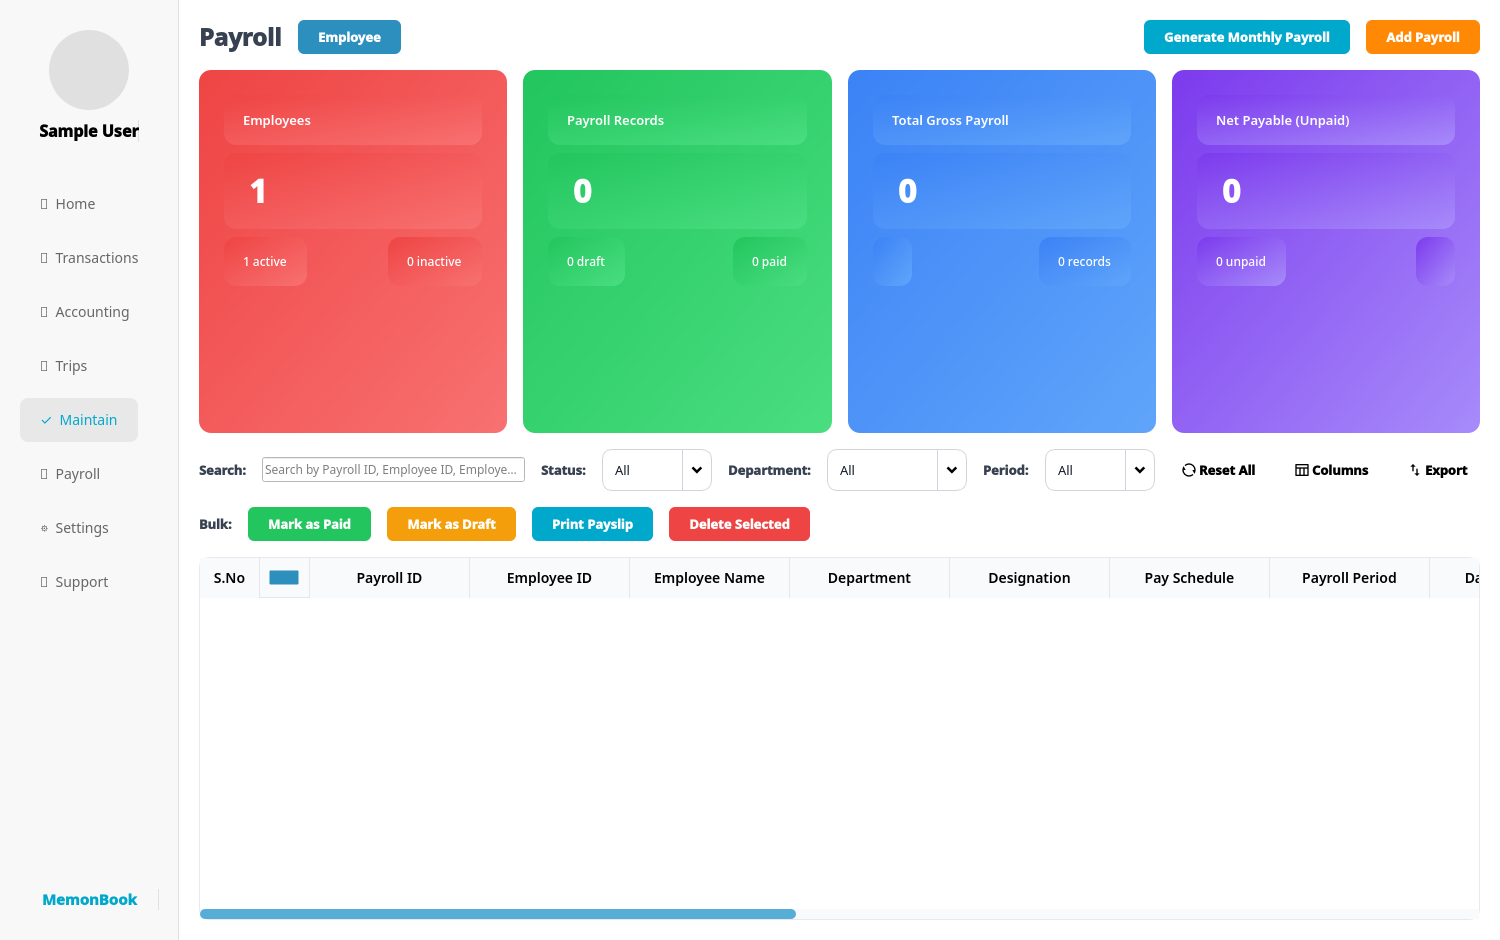 Sample User
Home
Transactions
Accounting
Trips
Maintain
Payroll
Settings
Support
MemonBook
Payroll Employee Generate Monthly Payroll Add Payroll
Employees
1
1 active 0 inactive
Payroll Records
0
0 draft 0 paid
Total Gross Payroll
0
0 records
Net Payable (Unpaid)
0
0 unpaid
Search: Search by Payroll ID, Employee ID, Employe... Status: All Department: All Period: All Reset All Columns Export
Bulk: Mark as Paid Mark as Draft Print Payslip Delete Selected
S.No Payroll ID Employee ID Employee Name Department Designation Pay Schedule Payroll Period